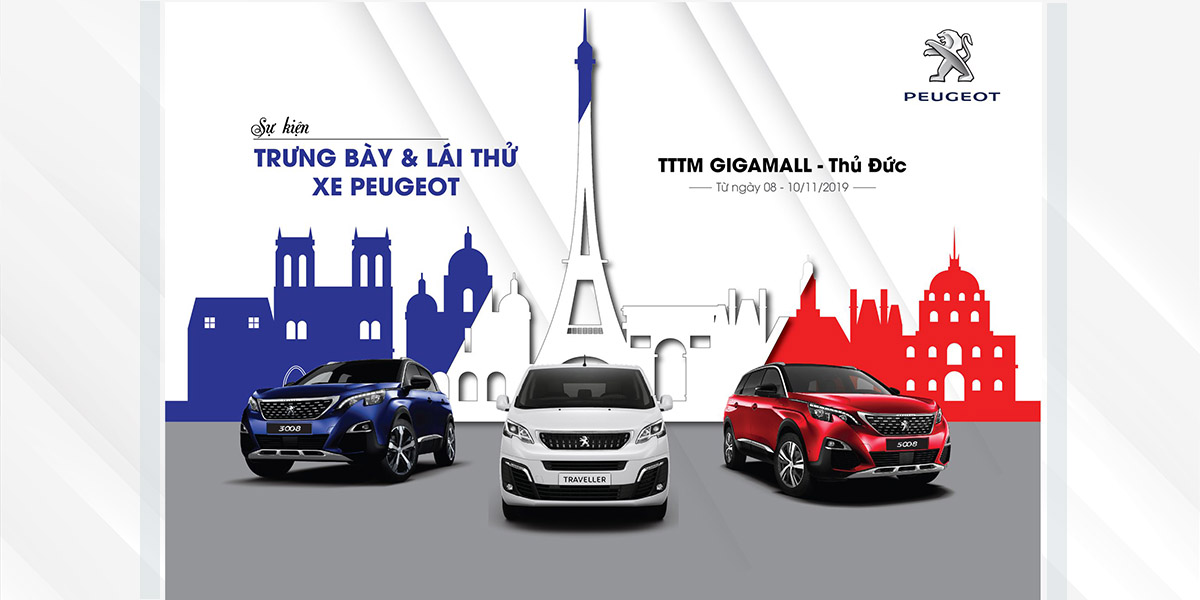 Sự kiện
TRƯNG BÀY & LÁI THỬ
XE PEUGEOT
PEUGEOT
TTTM GIGAMALL - Thủ Đức
Từ ngày 08 - 10/11/2019
3008
TRAVELLER
5008